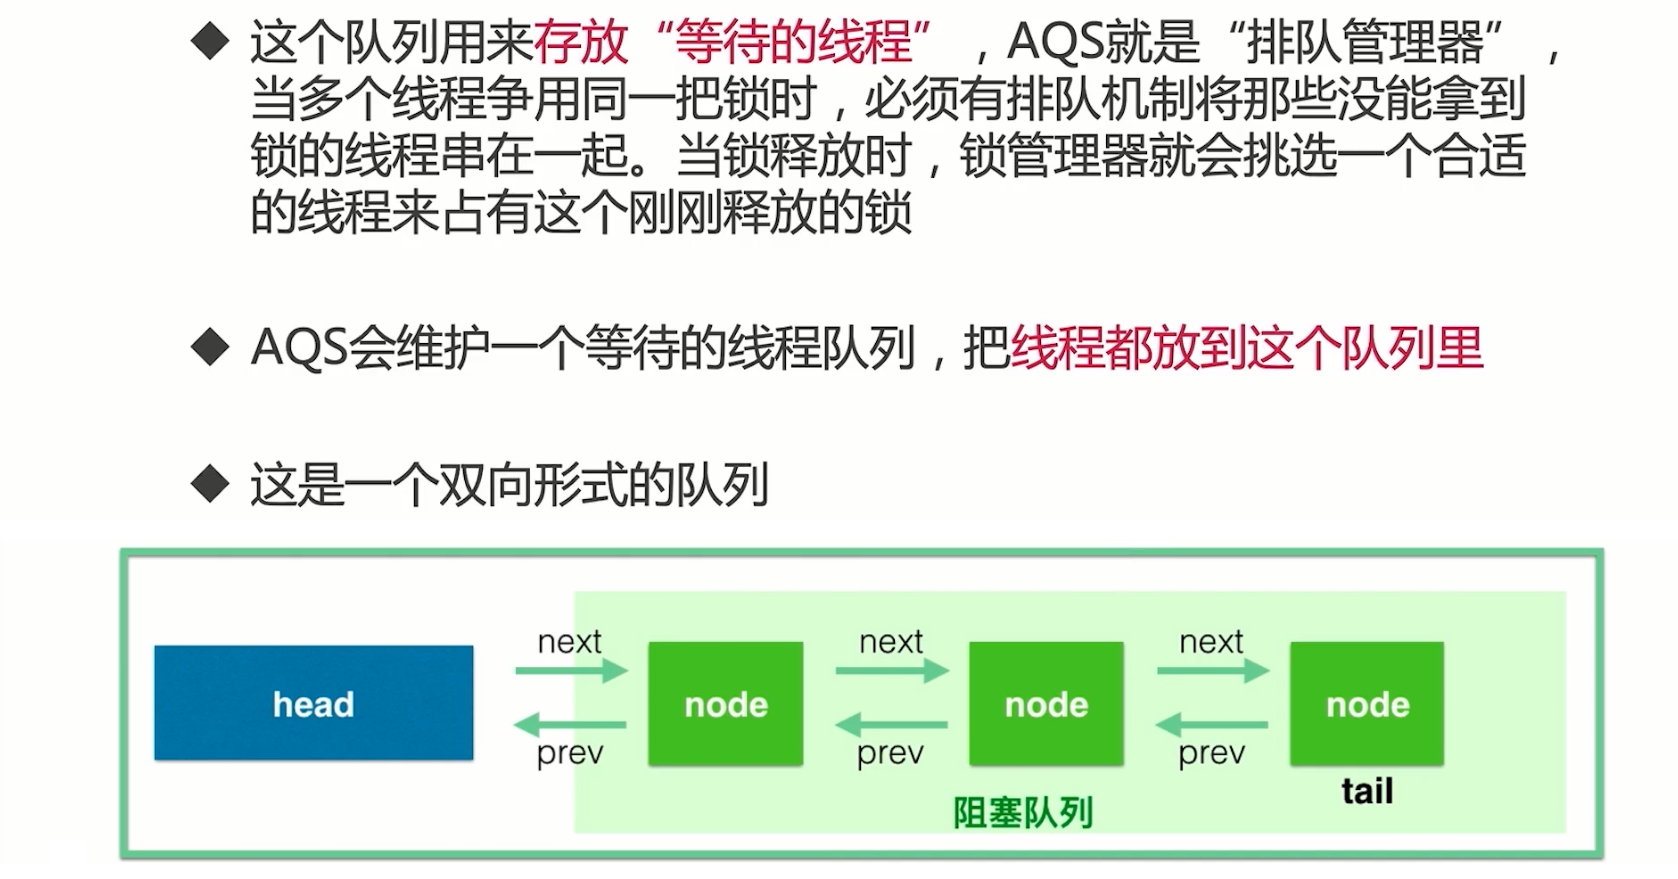 ◆ 这个队列用来存放“等待的线程”，AQS就是“排队管理器”，
当多个线程争用同一把锁时，必须有排队机制将那些没能拿到
锁的线程串在一起。当锁释放时，锁管理器就会挑选一个合适
的线程来占有这个刚刚释放的锁
◆ AQS会维护一个等待的线程队列，把线程都放到这个队列里
◆ 这是一个双向形式的队列
next next next
head node node node
prev prev prev
tail
阻塞队列